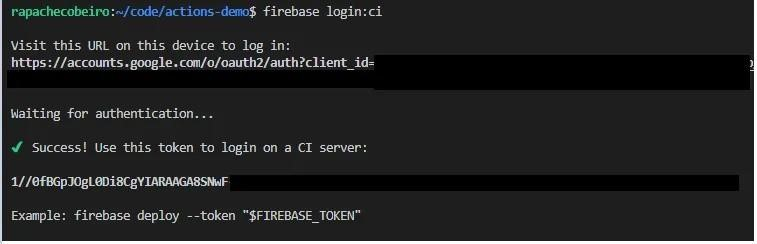 rapachecobeiro:~/code/actions-demo$ firebase login:ci
Visit this URL on this device to log in:
https://accounts.google.com/o/oauth2/auth?client_id=
Waiting for authentication...
✔ Success! Use this token to login on a CI server:
1//0fBGpJOgL0Di8CgYIARAAGA8SNwF
Example: firebase deploy --token "$FIREBASE_TOKEN"